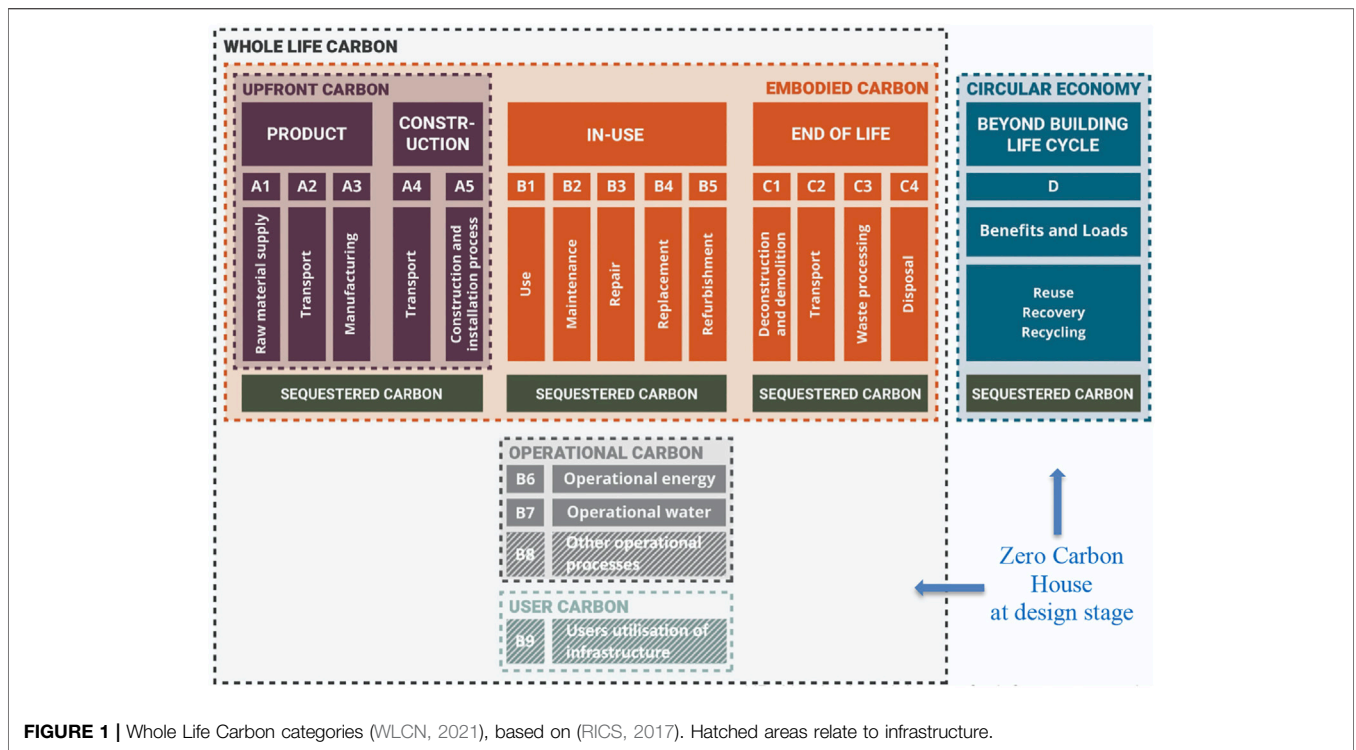 WHOLE LIFE CARBON
UPFRONT CARBON
EMBODIED CARBON
CIRCULAR ECONOMY
PRODUCT
CONSTR-
UCTION
IN-USE
END OF LIFE
BEYOND BUILDING
LIFE CYCLE
A1
A2
A3
A4
A5
B1
B2
B3
B4
B5
C1
C2
C3
C4
D
Raw material supply
Transport
Manufacturing
Transport
Construction and
installation process
Use
Maintenance
Repair
Replacement
Refurbishment
Deconstruction
and demolition
Transport
Waste processing
Disposal
Benefits and Loads
Reuse
Recovery
Recycling
SEQUESTERED CARBON
SEQUESTERED CARBON
SEQUESTERED CARBON
SEQUESTERED CARBON
OPERATIONAL CARBON
B6
Operational energy
B7
Operational water
B8
Other operational
processes
USER CARBON
B9
Users utilisation of
infrastructure
Zero Carbon
House
at design stage
FIGURE 1 | Whole Life Carbon categories (WLCN, 2021), based on (RICS, 2017). Hatched areas relate to infrastructure.